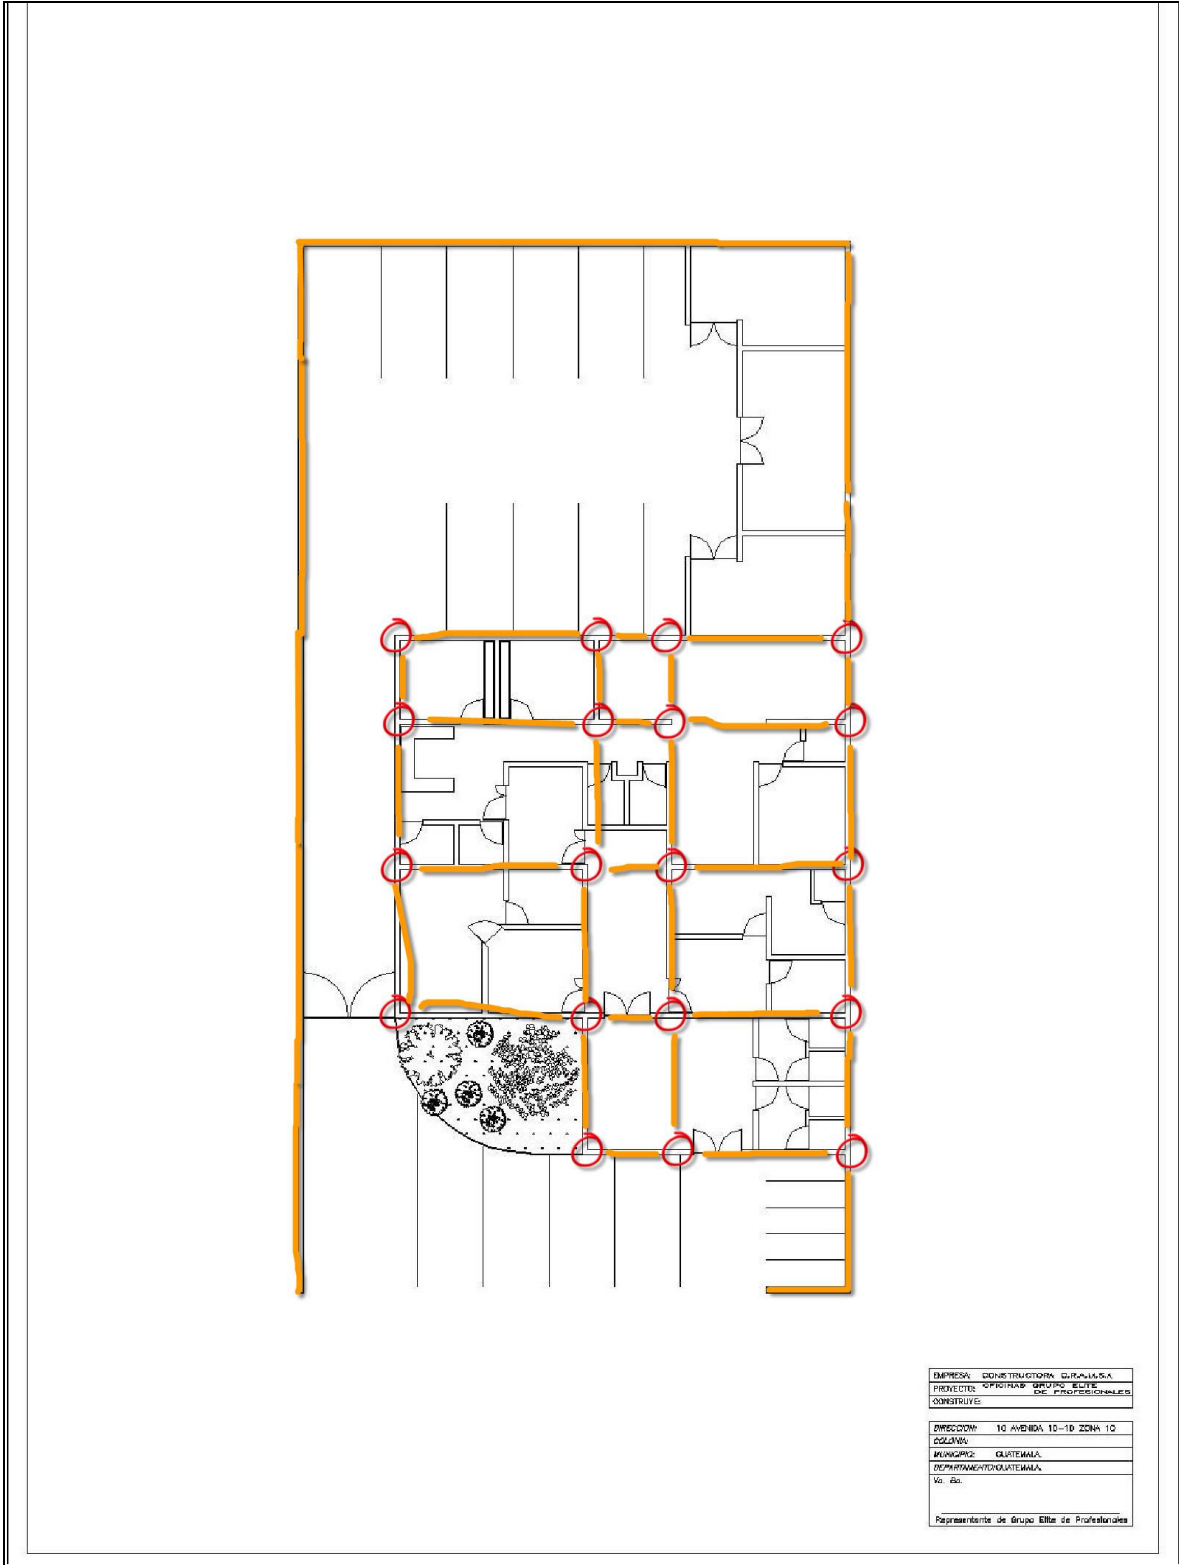 EMPRESA: CONSTRUCTORA C.R.A.M.S.A
PROYECTO: OFICINAS GRUPO ELITE
DE PROFESIONALES
CONSTRUYE:
DIRECCION: 10 AVENIDA 10-10 ZONA 10
COLONIA:
MUNICIPIO: GUATEMALA.
DEPARTAMENTO: GUATEMALA.
Vo. Bo.
Representante de Grupo Elite de Profesionales